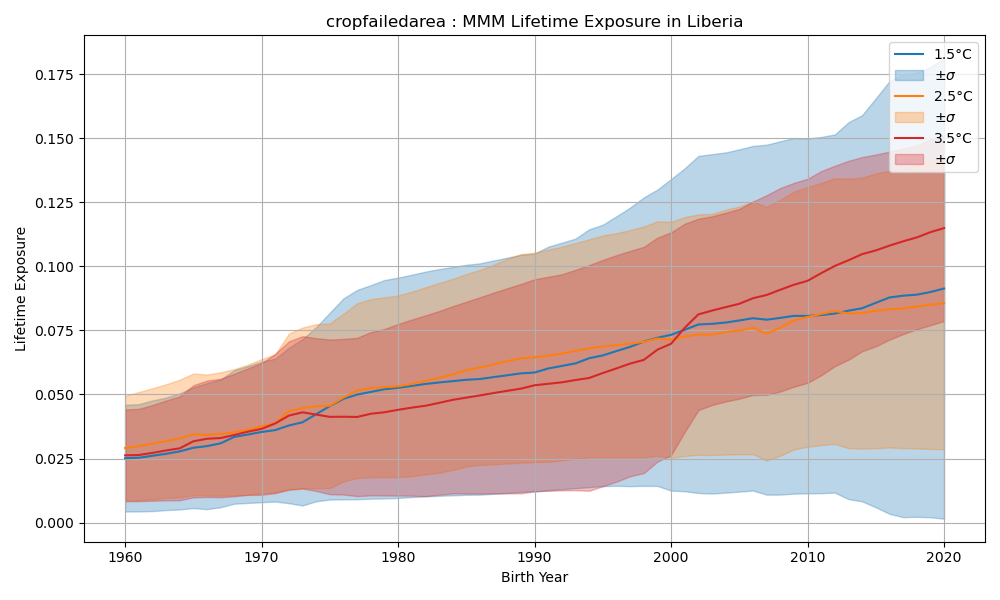 cropfailedarea : MMM Lifetime Exposure in Liberia
1.5°C
±σ
2.5°C
±σ
3.5°C
±σ
Lifetime Exposure
0.175
0.150
0.125
0.100
0.075
0.050
0.025
0.000
1960 1970 1980 1990 2000 2010 2020
Birth Year